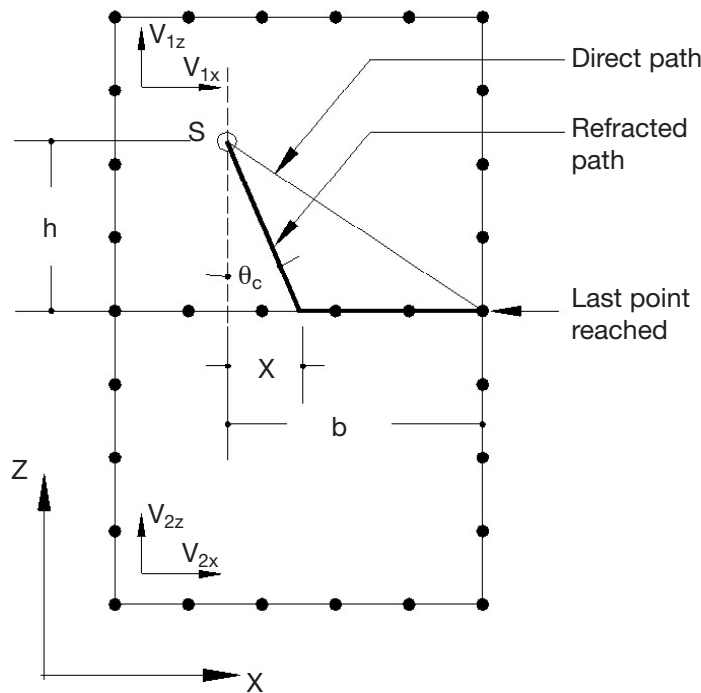 V1z
V1x
Direct path
S
Refracted
path
h
θc
Last point
reached
X
b
Z
V2z
V2x
X